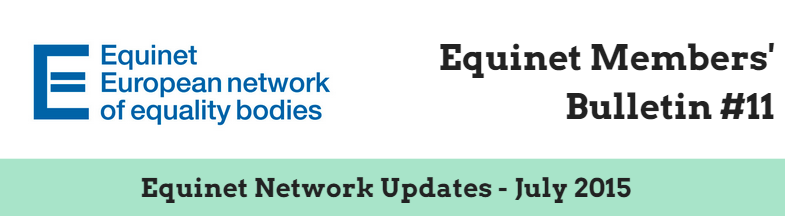 Equinet
European network
of equality bodies
Equinet Members'
Bulletin #11
Equinet Network Updates - July 2015